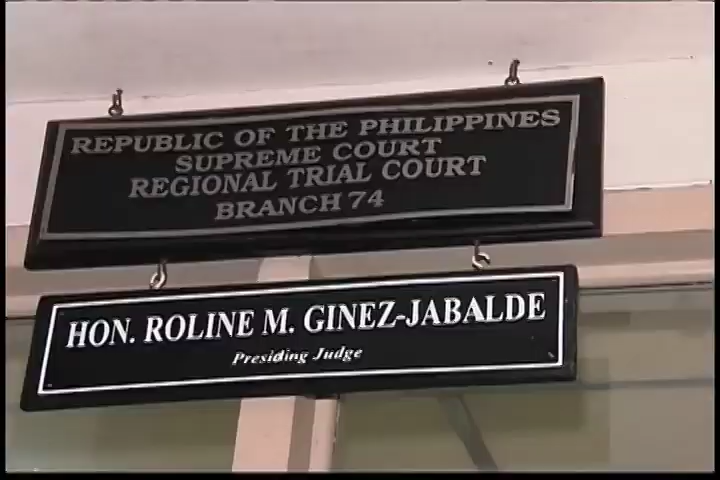 REPUBLIC OF THE PHILIPPINES
SUPREME COURT
REGIONAL TRIAL COURT
BRANCH 74
HON. ROLINE M. GINEZ-JABALDE
Presiding Judge